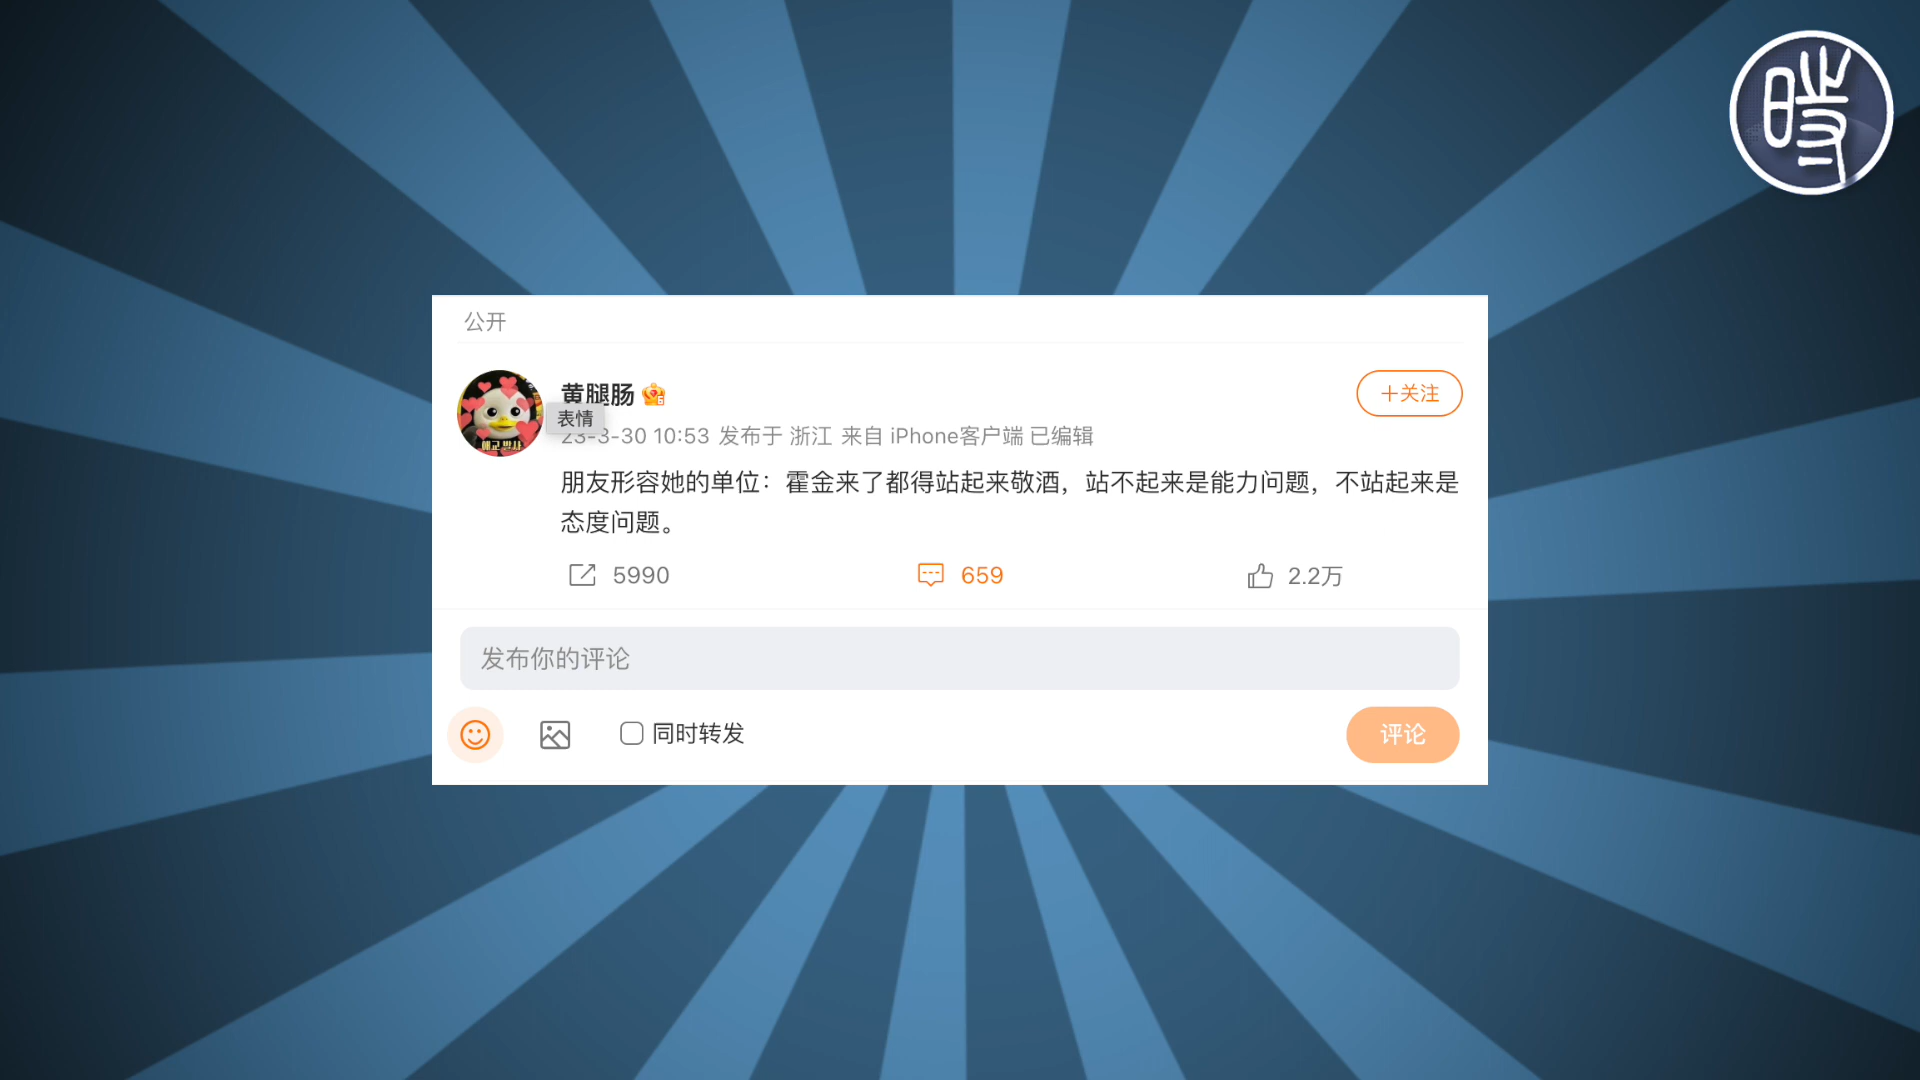 時
公开
黄腿肠
表情
23-3-30 10:53 发布于 浙江 来自 iPhone客户端 已编辑
+关注
朋友形容她的单位：霍金来了都得站起来敬酒，站不起来是能力问题，不站起来是
态度问题。
5990
659
2.2万
发布你的评论
同时转发
评论